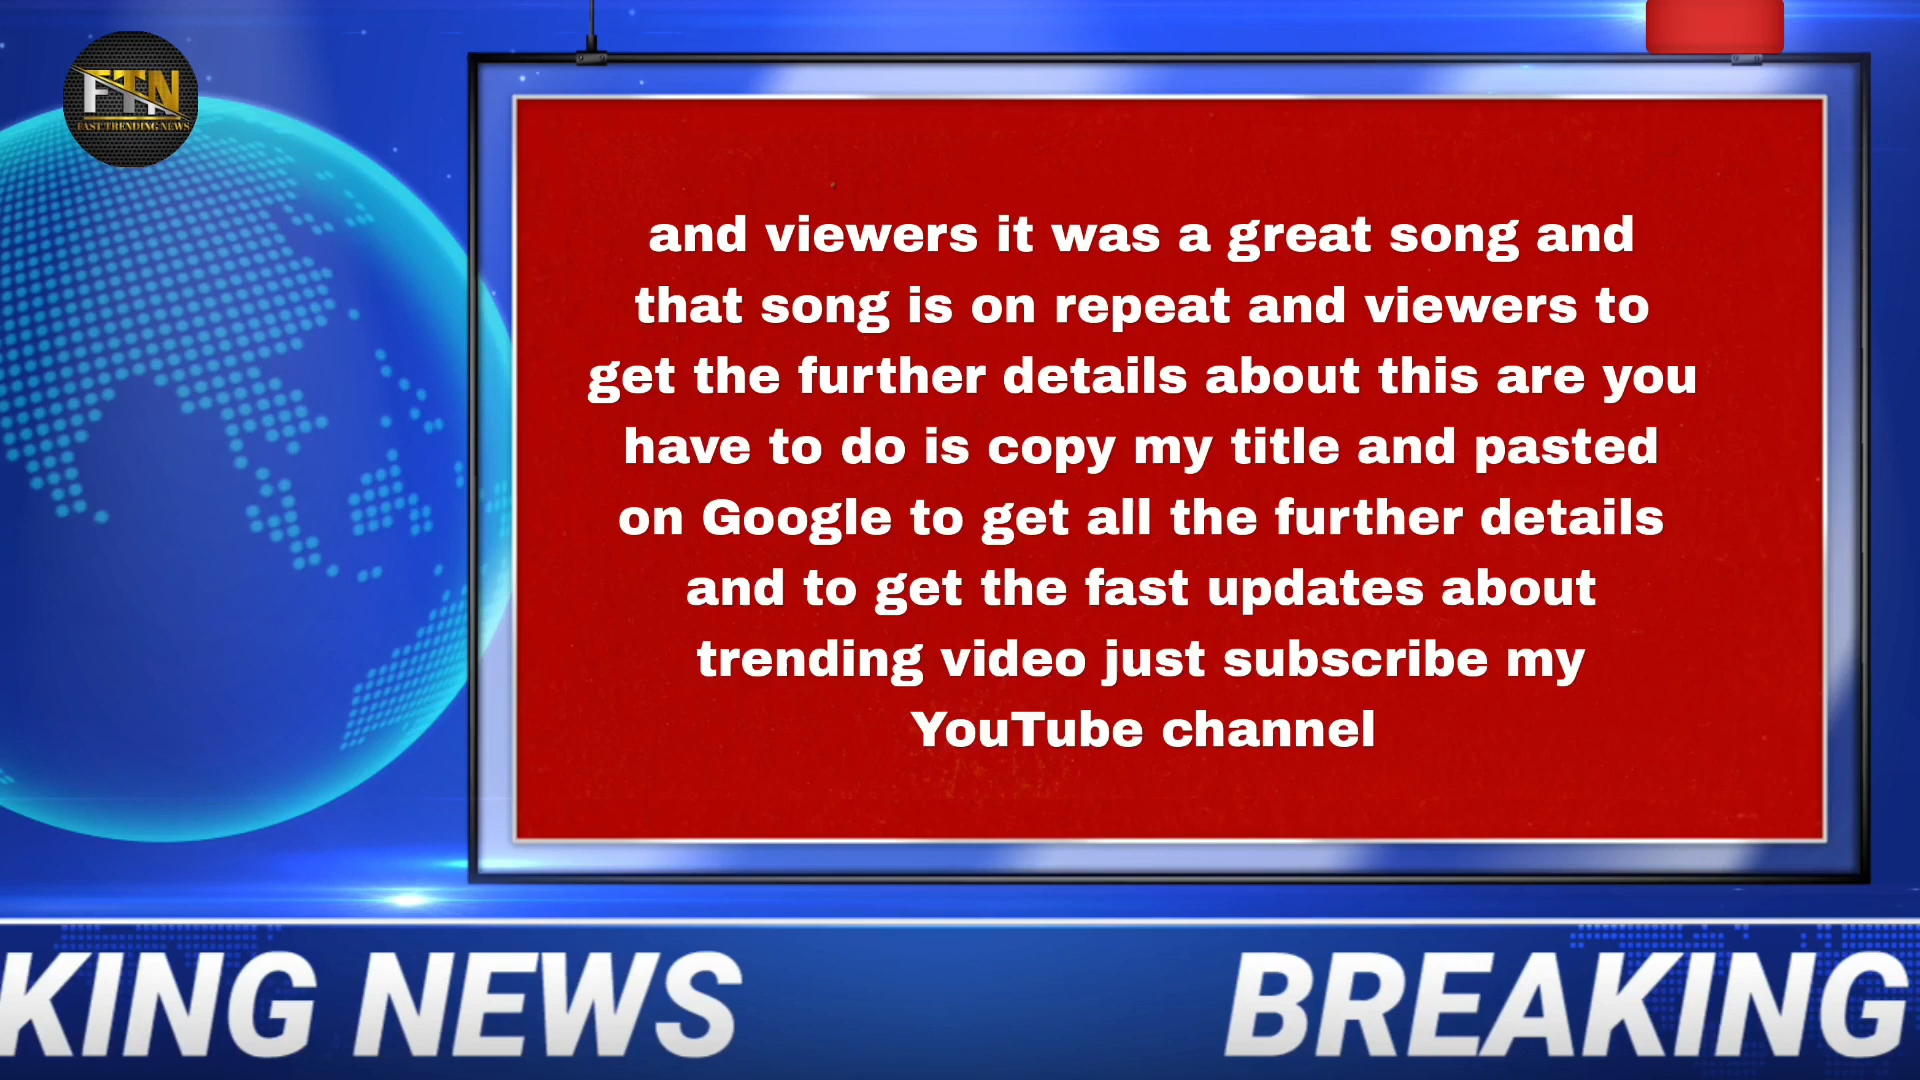 FTN
FAST TRENDING NEWS
and viewers it was a great song and
that song is on repeat and viewers to
get the further details about this are you
have to do is copy my title and pasted
on Google to get all the further details
and to get the fast updates about
trending video just subscribe my
YouTube channel
KING NEWS BREAKING